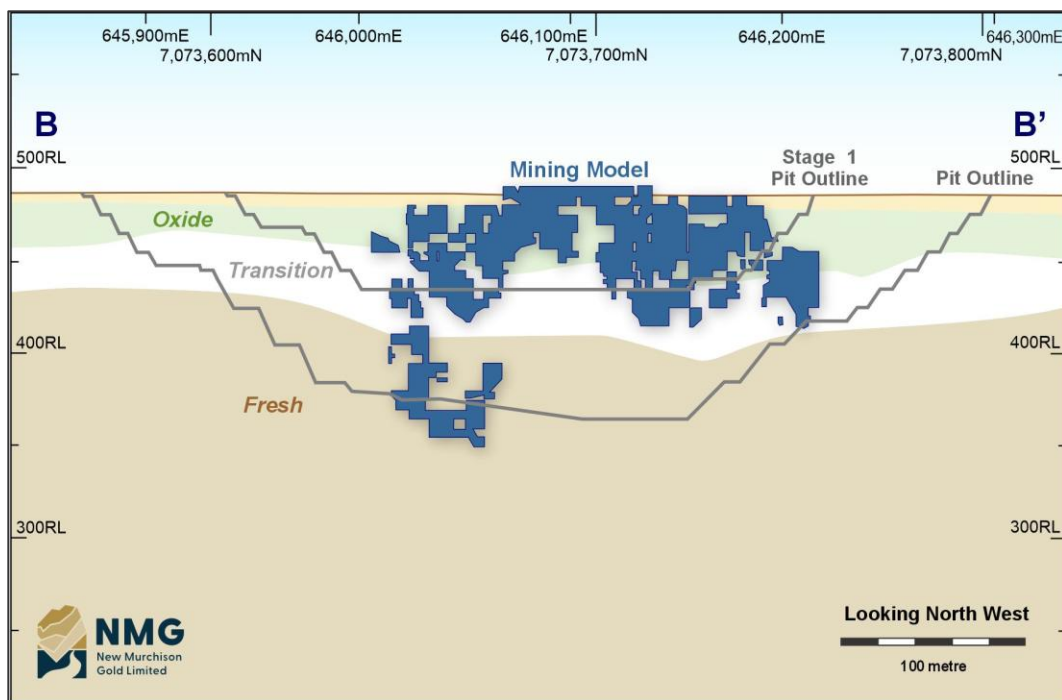 645,900mE
646,000mE
646,100mE
646,200mE
646,300mE
7,073,600mN
7,073,700mN
7,073,800mN
B
B’
500RL
500RL
Mining Model
Stage 1
Pit Outline
Pit Outline
Oxide
Transition
400RL
400RL
Fresh
300RL
300RL
NMG
New Murchison
Gold Limited
Looking North West
100 metre